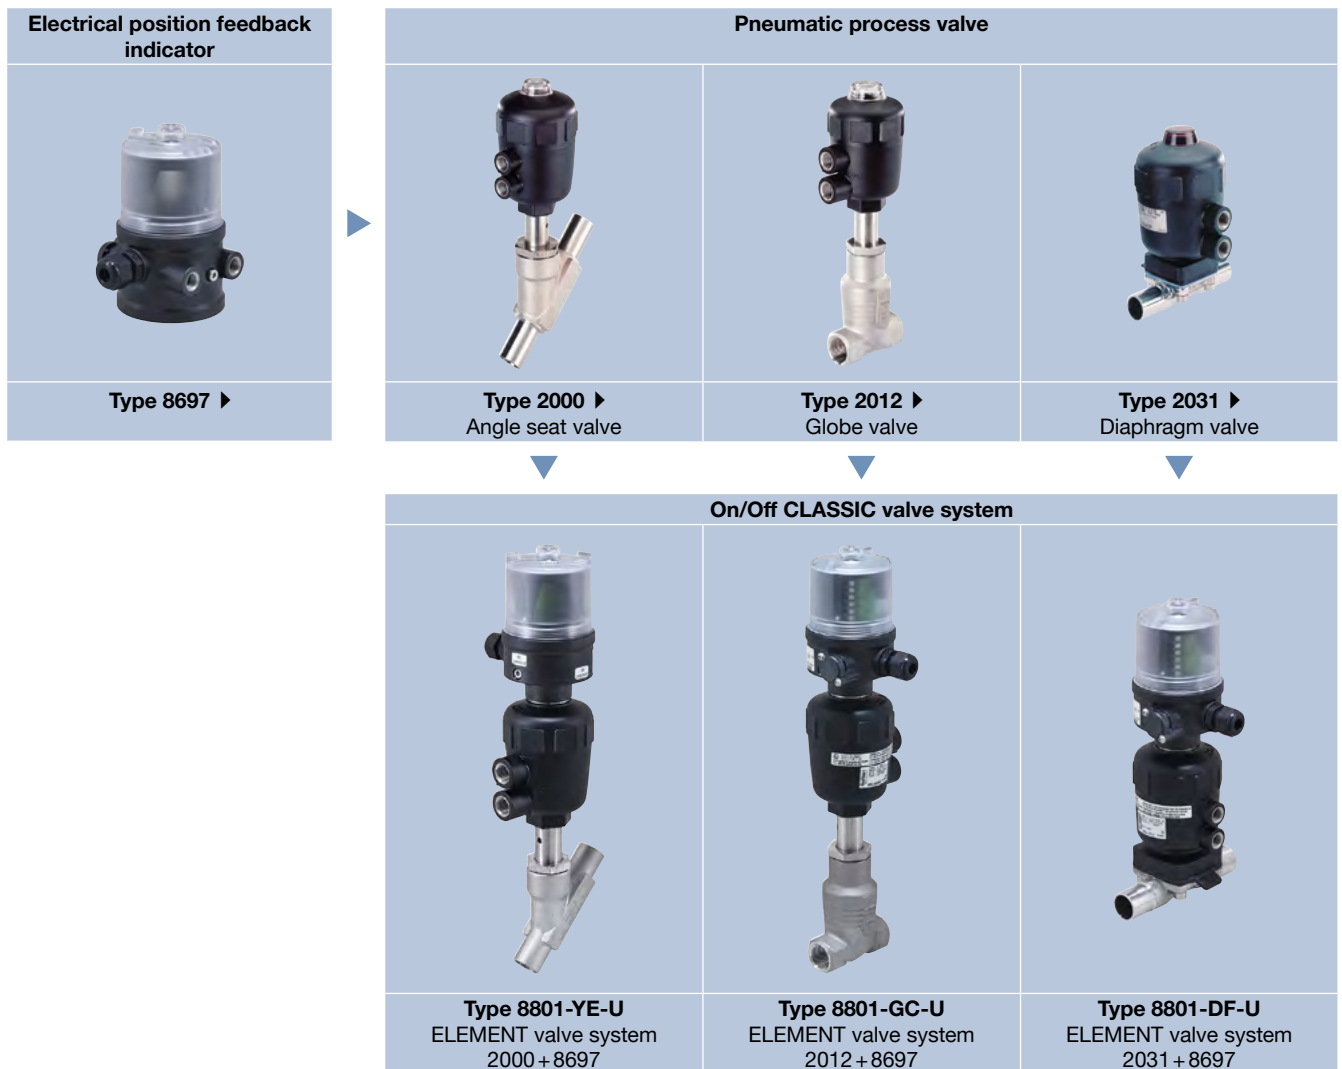 Electrical position feedback
indicator
Pneumatic process valve
Type 8697
Type 2000
Angle seat valve
Type 2012
Globe valve
Type 2031
Diaphragm valve
On/Off CLASSIC valve system
Type 8801-YE-U
ELEMENT valve system
2000+8697
Type 8801-GC-U
ELEMENT valve system
2012+8697
Type 8801-DF-U
ELEMENT valve system
2031+8697